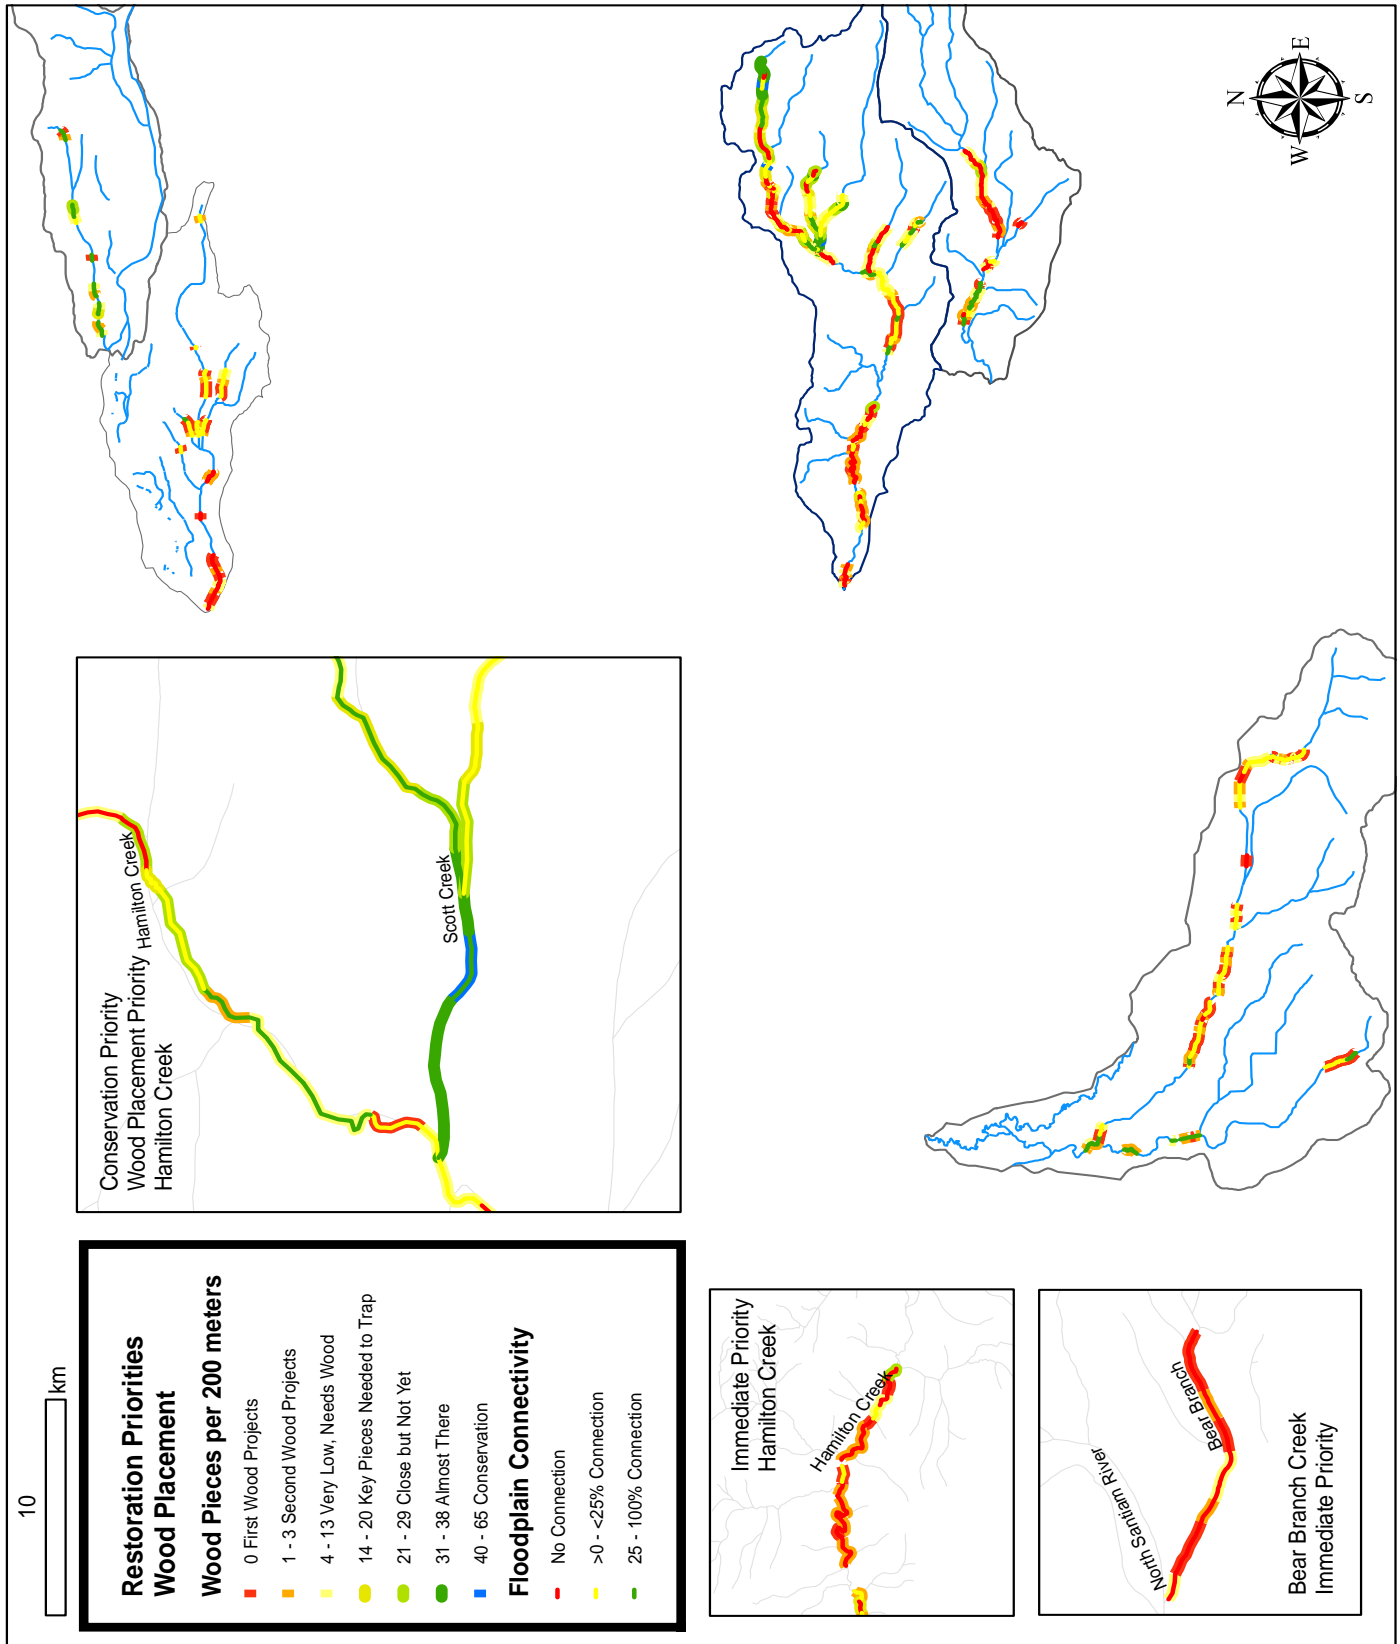 10
km
Restoration Priorities
Wood Placement
Wood Pieces per 200 meters
0 First Wood Projects
1 - 3 Second Wood Projects
4 - 13 Very Low, Needs Wood
14 - 20 Key Pieces Needed to Trap
21 - 29 Close but Not Yet
31 - 38 Almost There
40 - 65 Conservation
Floodplain Connectivity
No Connection
>0 - <25% Connection
25 - 100% Connection
Conservation Priority
Wood Placement Priority
Hamilton Creek
Hamilton Creek
Scott Creek
Immediate Priority
Hamilton Creek
Hamilton Creek
North Santiam River
Bear Branch
Bear Branch Creek
Immediate Priority
N
W
E
S